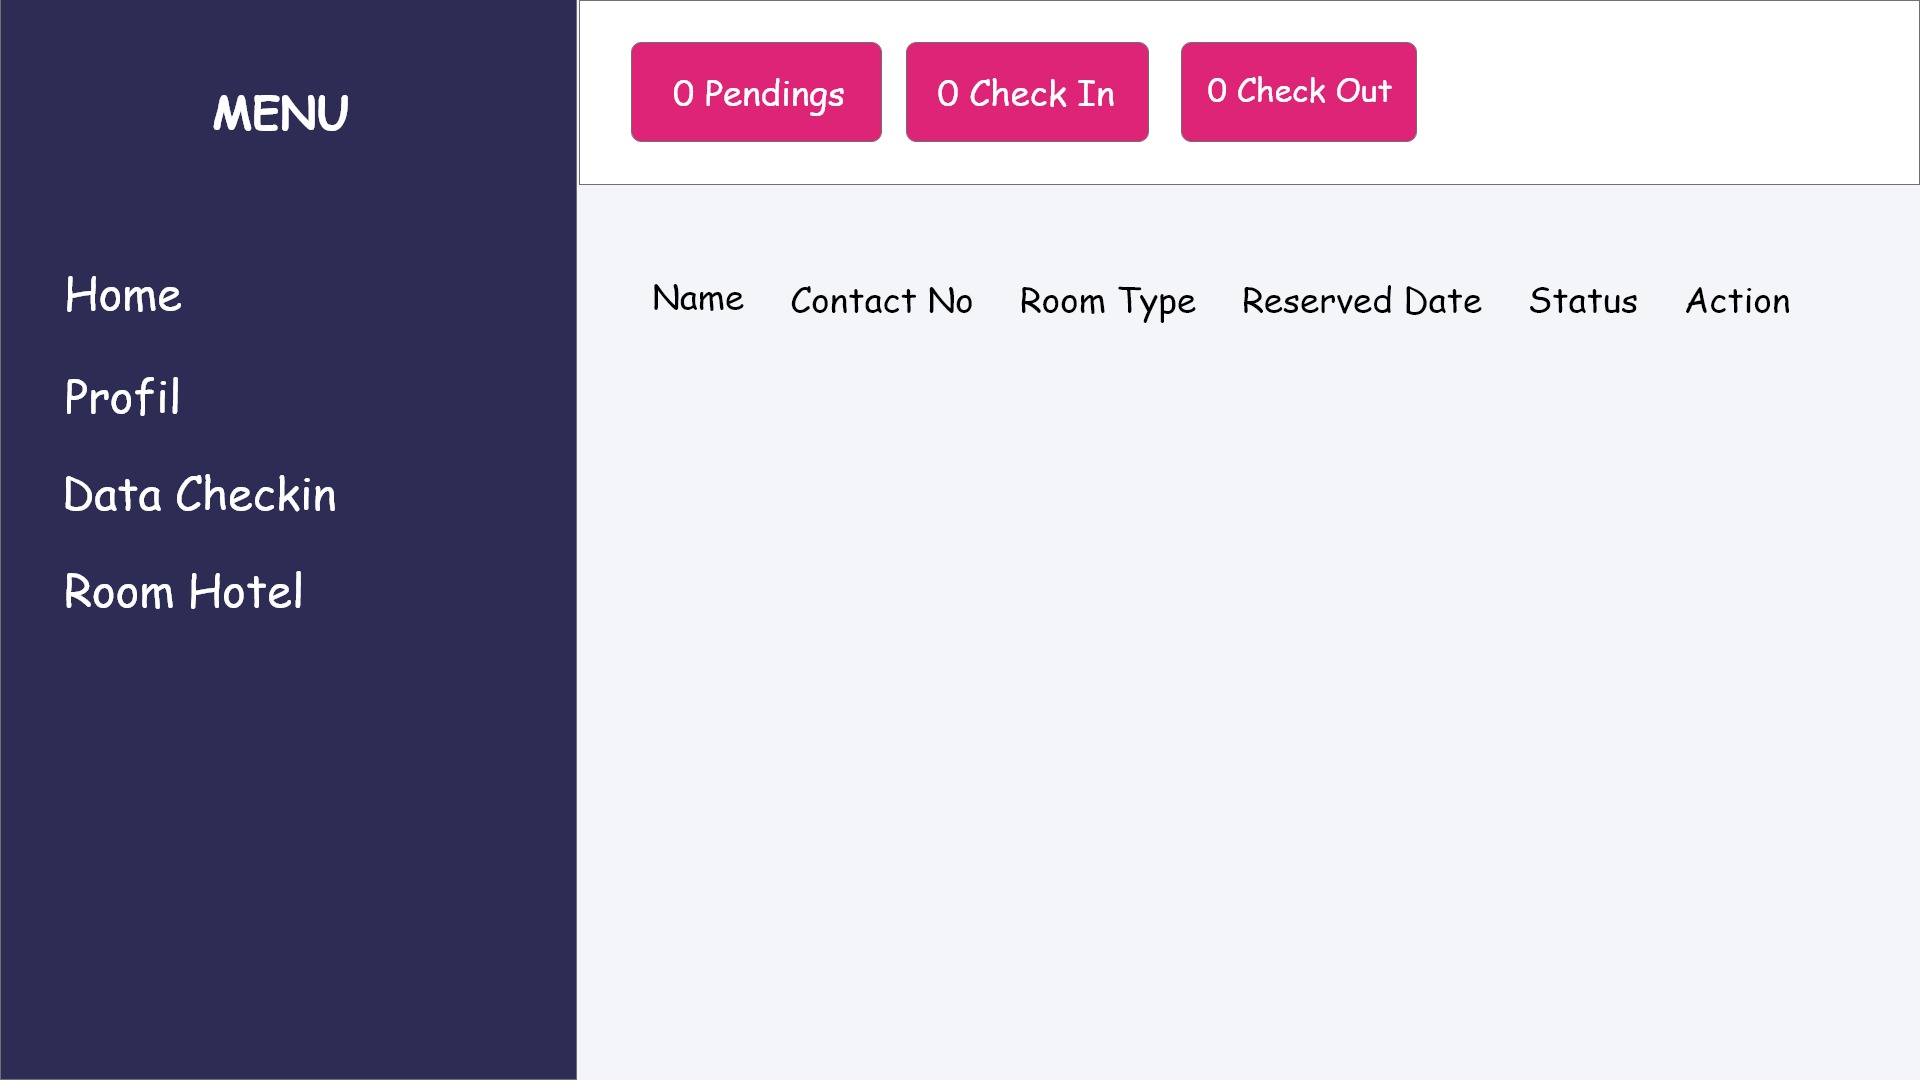 MENU
Home
Profil
Data Checkin
Room Hotel
0 Pendings
0 Check In
0 Check Out
Name Contact No Room Type Reserved Date Status Action